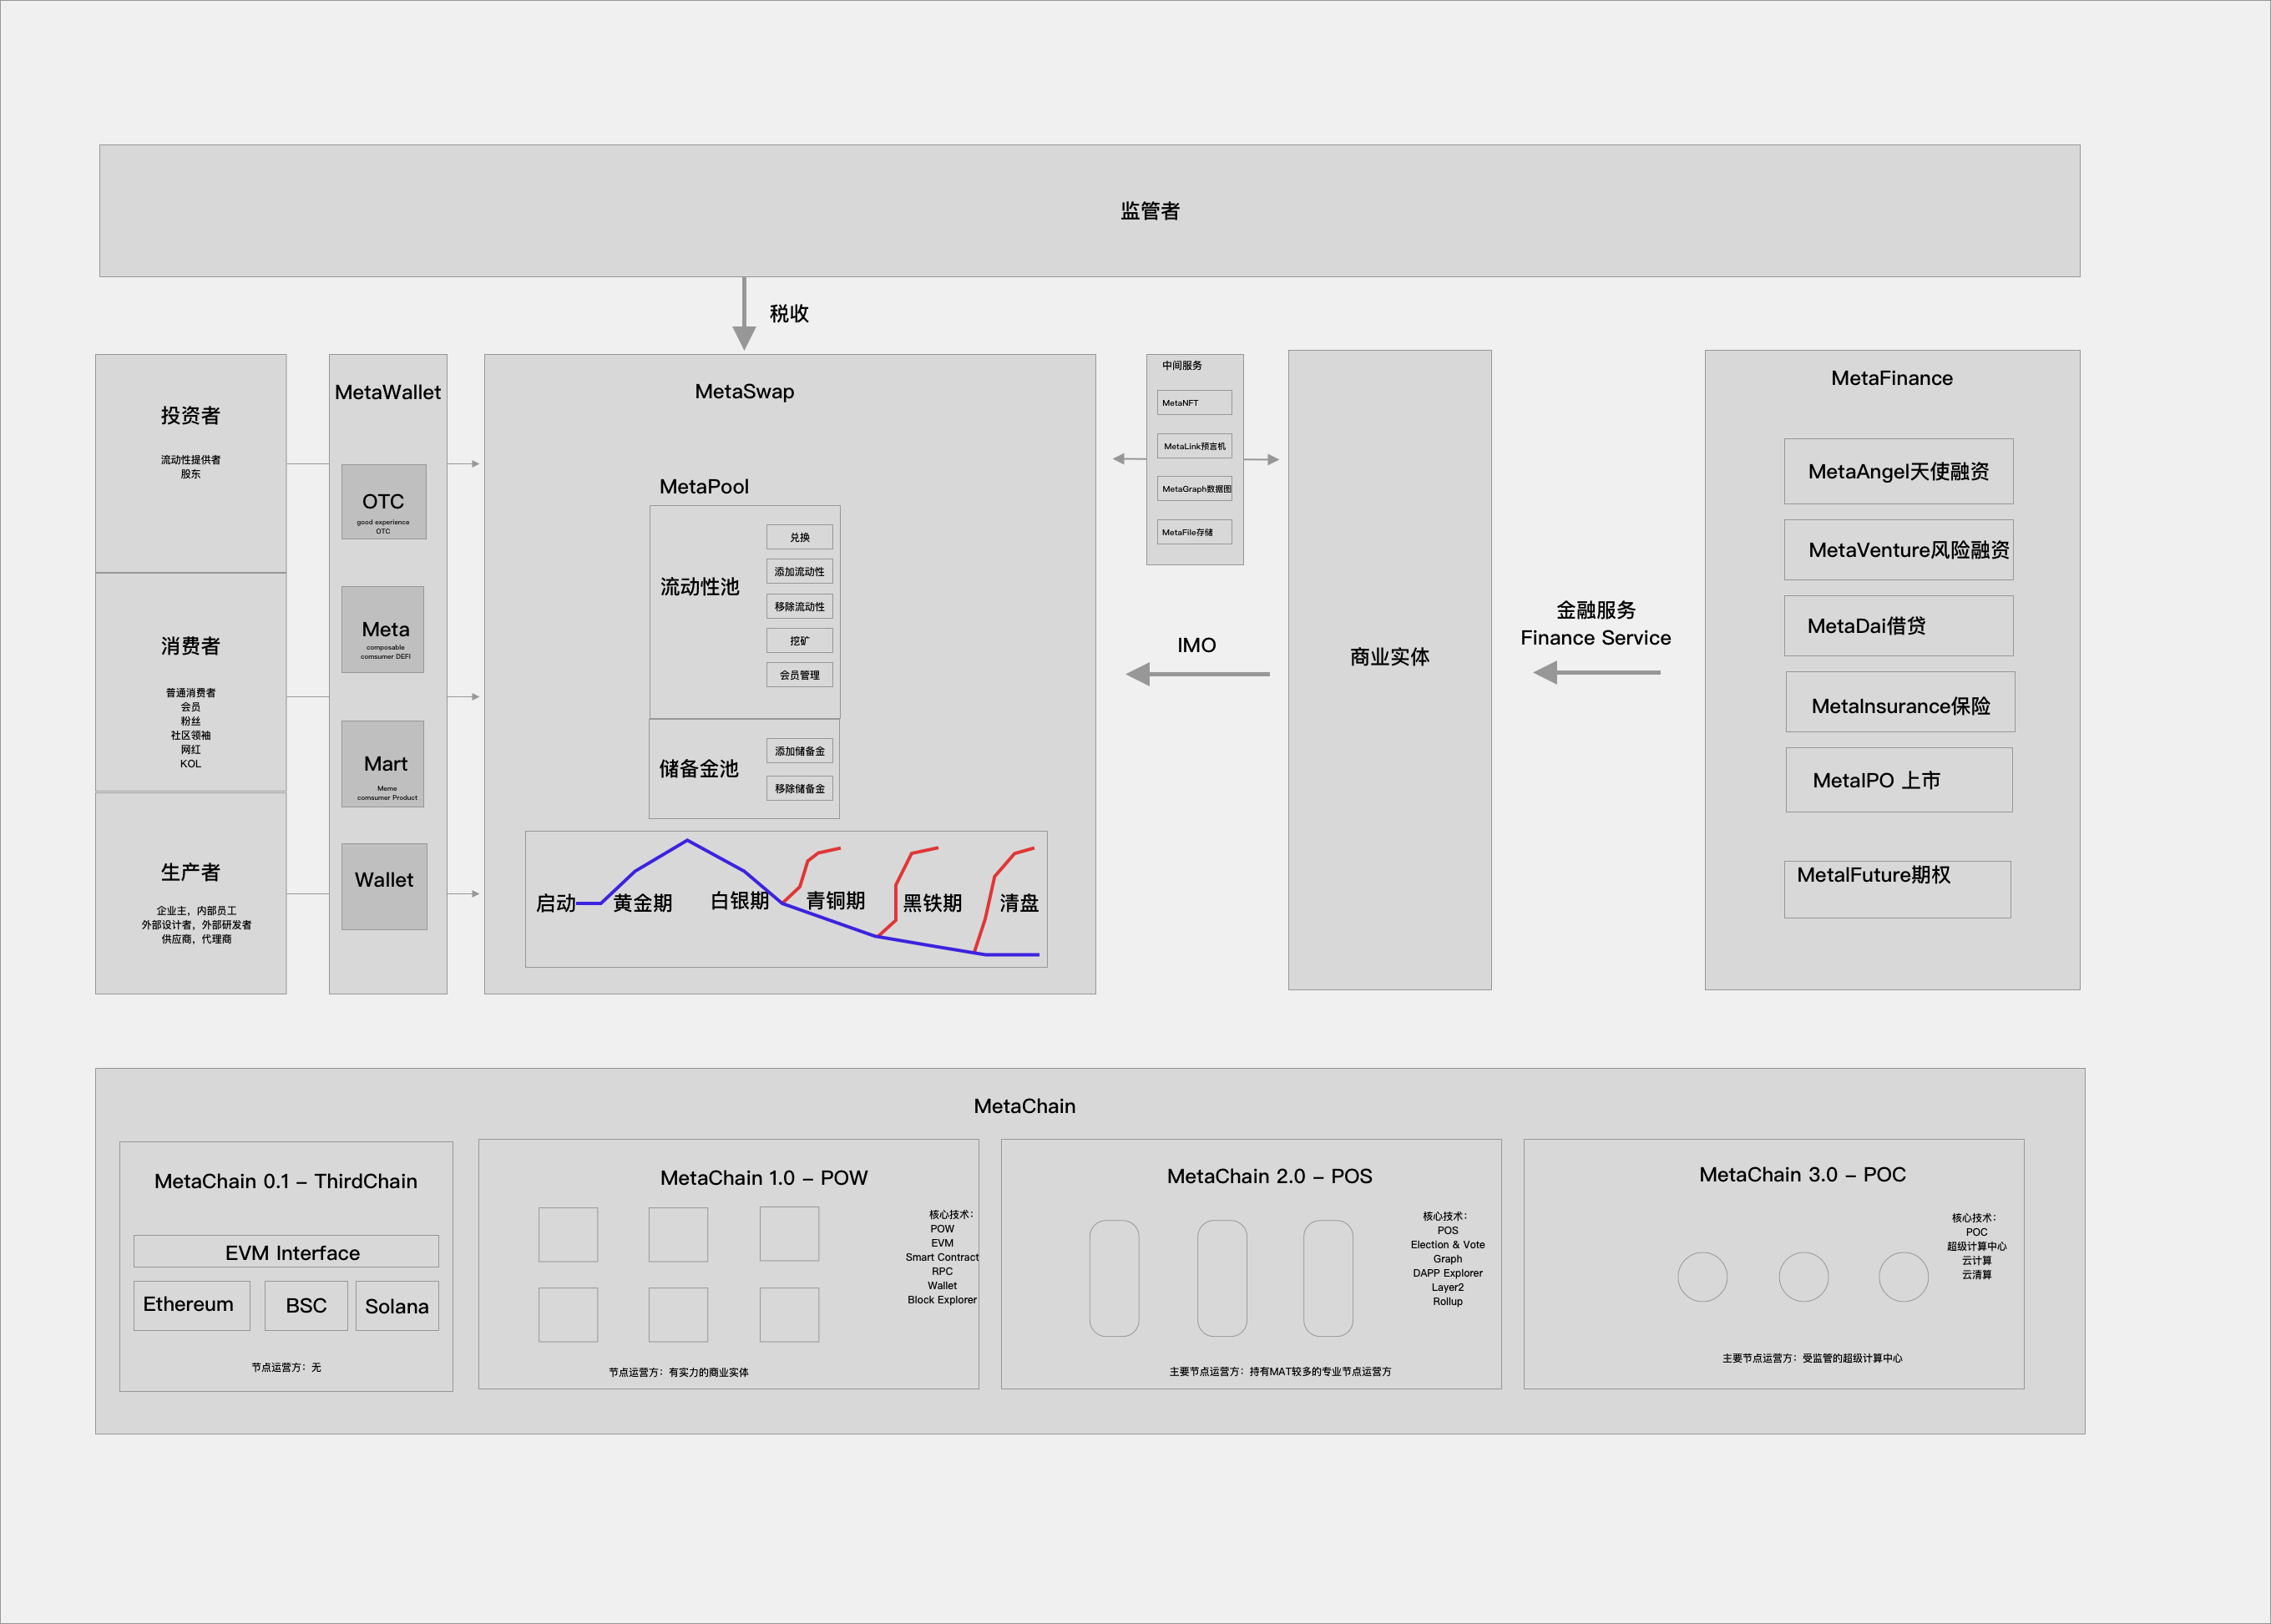 监管者
税收
投资者
流动性提供者
股东
消费者
普通消费者
会员
粉丝
社区领袖
网红
KOL
生产者
企业主，内部员工
外部设计者，外部研发者
供应商，代理商
MetaWallet
OTC
good experience
OTC
Meta
composable
comsumer DEFI
Mart
Meme
comsumer Product
Wallet
MetaSwap
MetaPool
流动性池
兑换
添加流动性
移除流动性
挖矿
会员管理
储备金池
添加储备金
移除储备金
启动
黄金期
白银期
青铜期
黑铁期
清盘
中间服务
MetaNFT
MetaLink预言机
MetaGraph数据图
MetaFile存储
IMO
商业实体
金融服务
Finance Service
MetaFinance
MetaAngel天使融资
MetaVenture风险融资
MetaDai借贷
MetaInsurance保险
MetaIPO 上市
MetalFuture期权
MetaChain
MetaChain 0.1 – ThirdChain
EVM Interface
Ethereum
BSC
Solana
节点运营方：无
MetaChain 1.0 – POW
核心技术：
POW
EVM
Smart Contract
RPC
Wallet
Block Explorer
节点运营方：有实力的商业实体
MetaChain 2.0 – POS
核心技术：
POS
Election & Vote
Graph
DAPP Explorer
Layer2
Rollup
主要节点运营方：持有MAT较多的专业节点运营方
MetaChain 3.0 – POC
核心技术：
POC
超级计算中心
云计算
云清算
主要节点运营方：受监管的超级计算中心